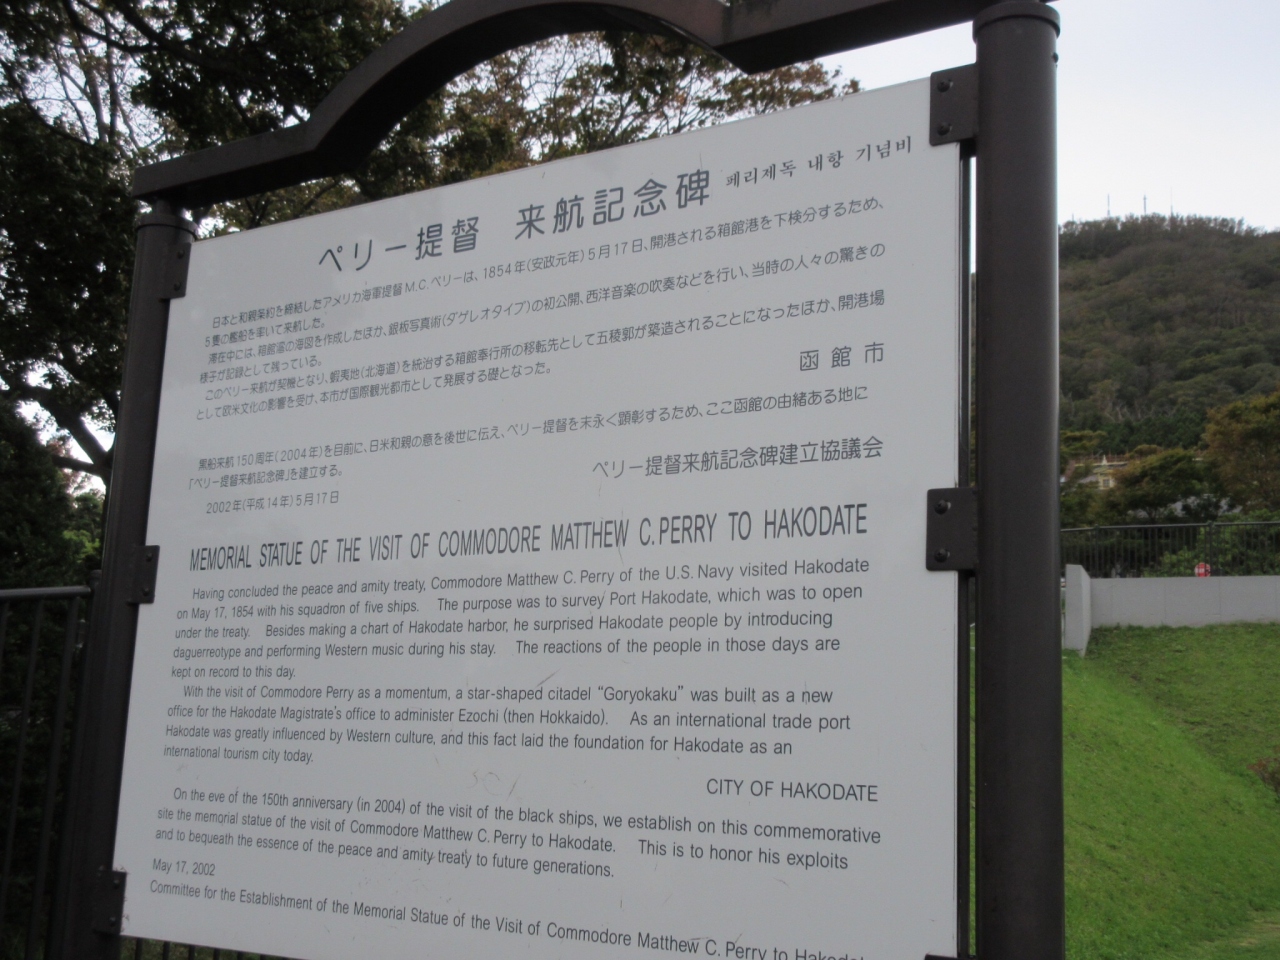 ペリー提督 来航記念碑 페리제독 내항 기념비
日本と和親条約を締結したアメリカ海軍提督M.C.ペリーは、1854年(安政元年)5月17日、開港される箱館港を下検分するため、
5隻の艦船を率いて来航した。
滞在中には、箱館湾の海図を作成したほか、銀板写真術(ダゲレオタイプ)の初公開、西洋音楽の吹奏などを行い、当時の人々の驚きの
様子が記録として残っている。
このペリー来航が契機となり、蝦夷地(北海道)を統治する箱館奉行所の移転先として五稜郭が築造されることになったほか、開港場
として欧米文化の影響を受け、本市が国際観光都市として発展する礎となった。
函館市
黒船来航150周年(2004年)を目前に、日米和親の意を後世に伝え、ペリー提督を末永く顕彰するため、ここ函館の由緒ある地に
「ペリー提督来航記念碑」を建立する。
ペリー提督来航記念碑建立協議会
2002年(平成14年)5月17日
MEMORIAL STATUE OF THE VISIT OF COMMODORE MATTHEW C. PERRY TO HAKODATE
Having concluded the peace and amity treaty, Commodore Matthew C. Perry of the U.S. Navy visited Hakodate
on May 17, 1854 with his squadron of five ships. The purpose was to survey Port Hakodate, which was to open
under the treaty. Besides making a chart of Hakodate harbor, he surprised Hakodate people by introducing
daguerreotype and performing Western music during his stay. The reactions of the people in those days are
kept on record to this day.
With the visit of Commodore Perry as a momentum, a star-shaped citadel "Goryokaku" was built as a new
office for the Hakodate Magistrate's office to administer Ezochi (then Hokkaido). As an international trade port
Hakodate was greatly influenced by Western culture, and this fact laid the foundation for Hakodate as an
international tourism city today.
CITY OF HAKODATE
On the eve of the 150th anniversary (in 2004) of the visit of the black ships, we establish on this commemorative
site the memorial statue of the visit of Commodore Matthew C. Perry to Hakodate. This is to honor his exploits
and to bequeath the essence of the peace and amity treaty to future generations.
May 17, 2002
Committee for the Establishment of the Memorial Statue of the Visit of Commodore Matthew C. Perry to